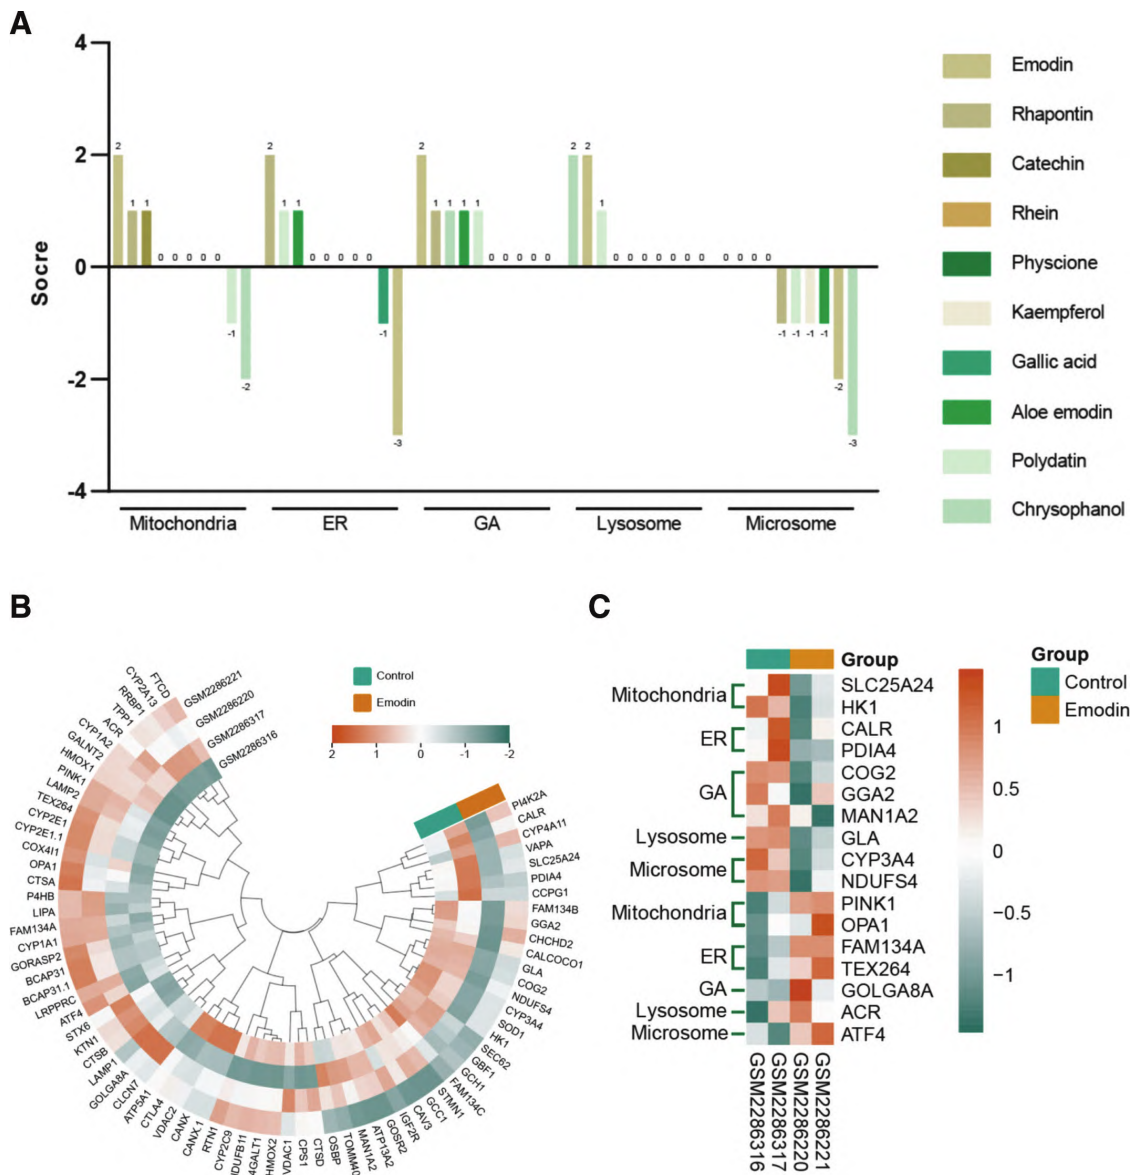 A
4
2
0
-2
-4
Socre
2
1 1
0 0 0 0 0
-1
-2
2
1 1
0 0 0 0 0
-1
-3
2
1 1 1 1
0 0 0 0 0
2 2
1
0 0 0 0 0 0 0
0 0 0 0
-1 -1 -1 -1
-2
-3
Mitochondria
ER
GA
Lysosome
Microsome
Emodin
Rhapontin
Catechin
Rhein
Physcione
Kaempferol
Gallic acid
Aloe emodin
Polydatin
Chrysophanol
B
Control
Emodin
2 1 0 -1 -2
GSM2286221
GSM2286220
GSM2286317
GSM2286316
FTCD
CYP2A13
RRBP1
TPP1
ACR
CYP1A2
GALNT2
HMOX1
PINK1
LAMP2
TEX264
CYP2E1
CYP2E1.1
COX4I1
OPA1
CTSA
P4HB
LIPA
FAM134A
CYP1A1
GORASP2
BCAP31
BCAP31.1
LRPPRC
ATF4
STX6
KTN1
CTSB
LAMP1
GOLGA8A
CLCN7
ATP5A1
CTLA4
VDAC2
CANX
CANX.1
RTN1
CYP2C9
NDUFB11
4GALT1
HMOX2
VDAC1
CPS1
CTSD
OSBP
TOMM40
MAN1A2
ATP13A2
GOSR2
IGF2R
CAV3
GCC1
STMN1
FAM134C
GCH1
GBF1
SEC62
HK1
SOD1
CYP3A4
NDUFS4
COG2
GLA
CALCOCO1
CHCHD2
GGA2
FAM134B
CCPG1
PDIA4
SLC25A24
VAPA
CYP4A11
CALR
PI4K2A
C
Group
Mitochondria
ER
GA
Lysosome
Microsome
Mitochondria
ER
GA
Lysosome
Microsome
SLC25A24
HK1
CALR
PDIA4
COG2
GGA2
MAN1A2
GLA
CYP3A4
NDUFS4
PINK1
OPA1
FAM134A
TEX264
GOLGA8A
ACR
ATF4
GSM2286316
GSM2286317
GSM2286220
GSM2286221
1
0.5
0
−0.5
−1
Group
Control
Emodin